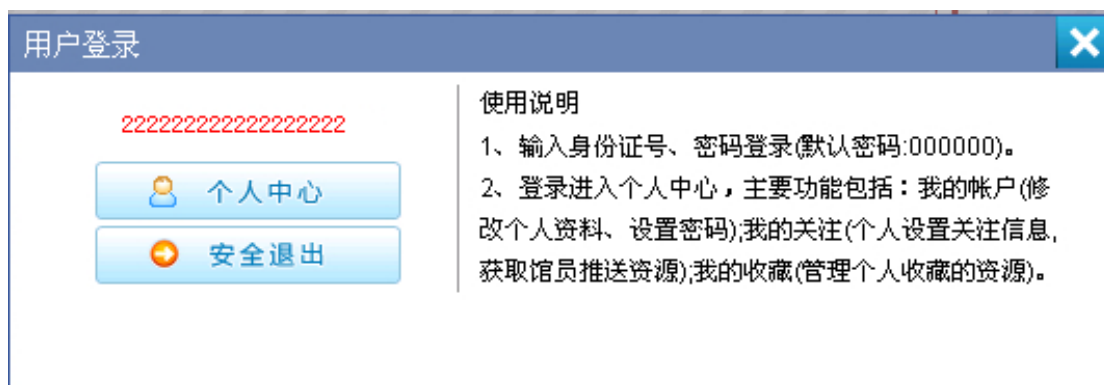 用户登录
222222222222222222
个人中心
安全退出
使用说明
1、输入身份证号、密码登录(默认密码:000000)。
2、登录进入个人中心，主要功能包括：我的帐户(修
改个人资料、设置密码);我的关注(个人设置关注信息,
获取馆员推送资源);我的收藏(管理个人收藏的资源)。